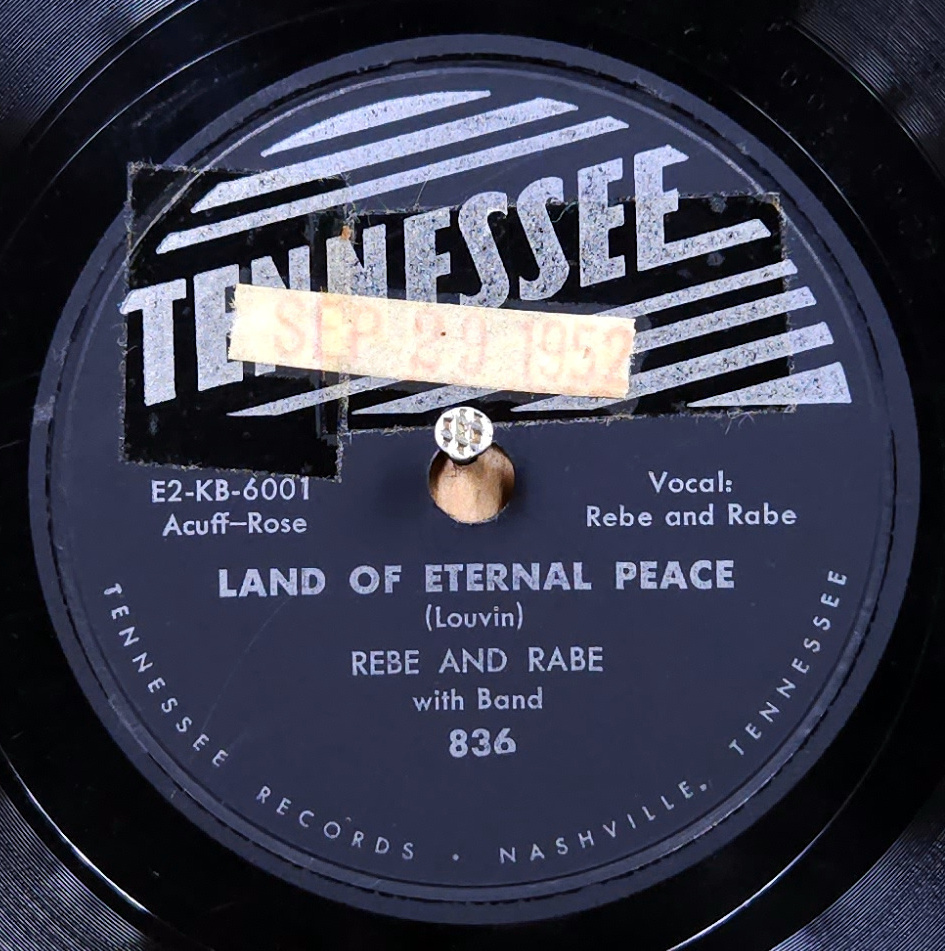 TENNESSEE
SEP 29 1952
E2-KB-6001
Acuff–Rose
Vocal:
Rebe and Rabe
LAND OF ETERNAL PEACE
(Louvin)
REBE AND RABE
with Band
836
TENNESSEE RECORDS · NASHVILLE, TENNESSEE